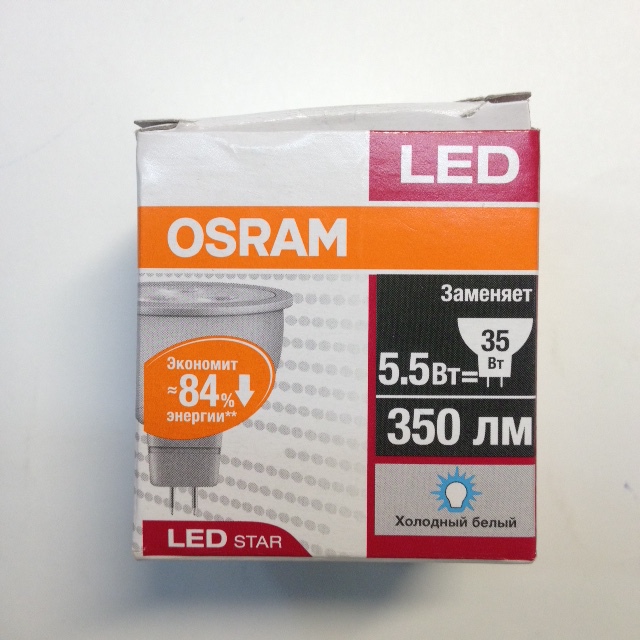 LED
OSRAM
Заменяет
5.5Вт=
35
Вт
350 лм
Экономит
≈84%
энергии**
Холодный белый
LED STAR